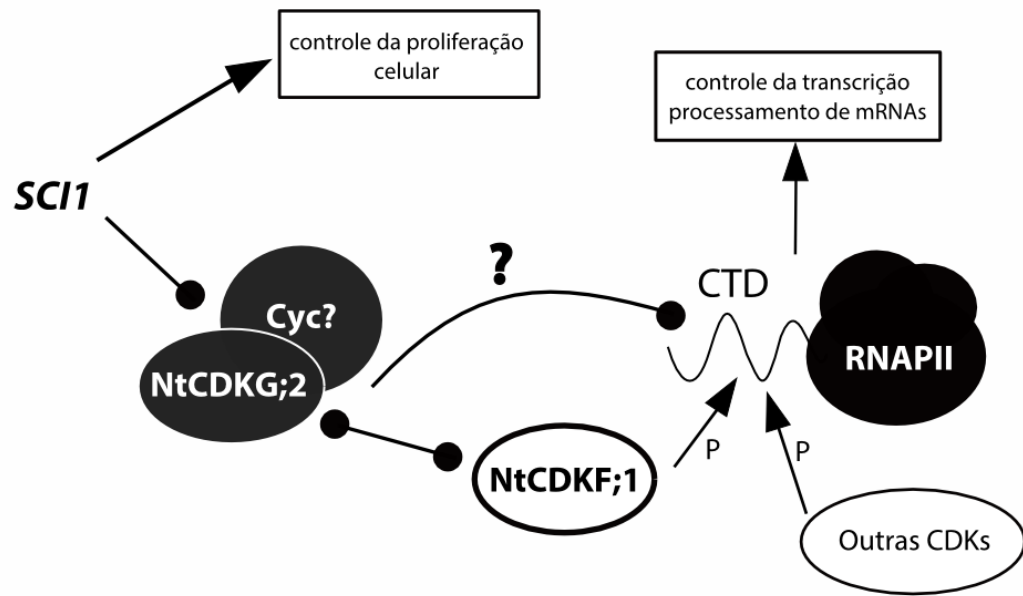 controle da proliferação
celular
controle da transcrição
processamento de mRNAs
SCI1
?
CTD
Cyc?
RNAPII
NtCDKG;2
P
P
NtCDKF;1
Outras CDKs